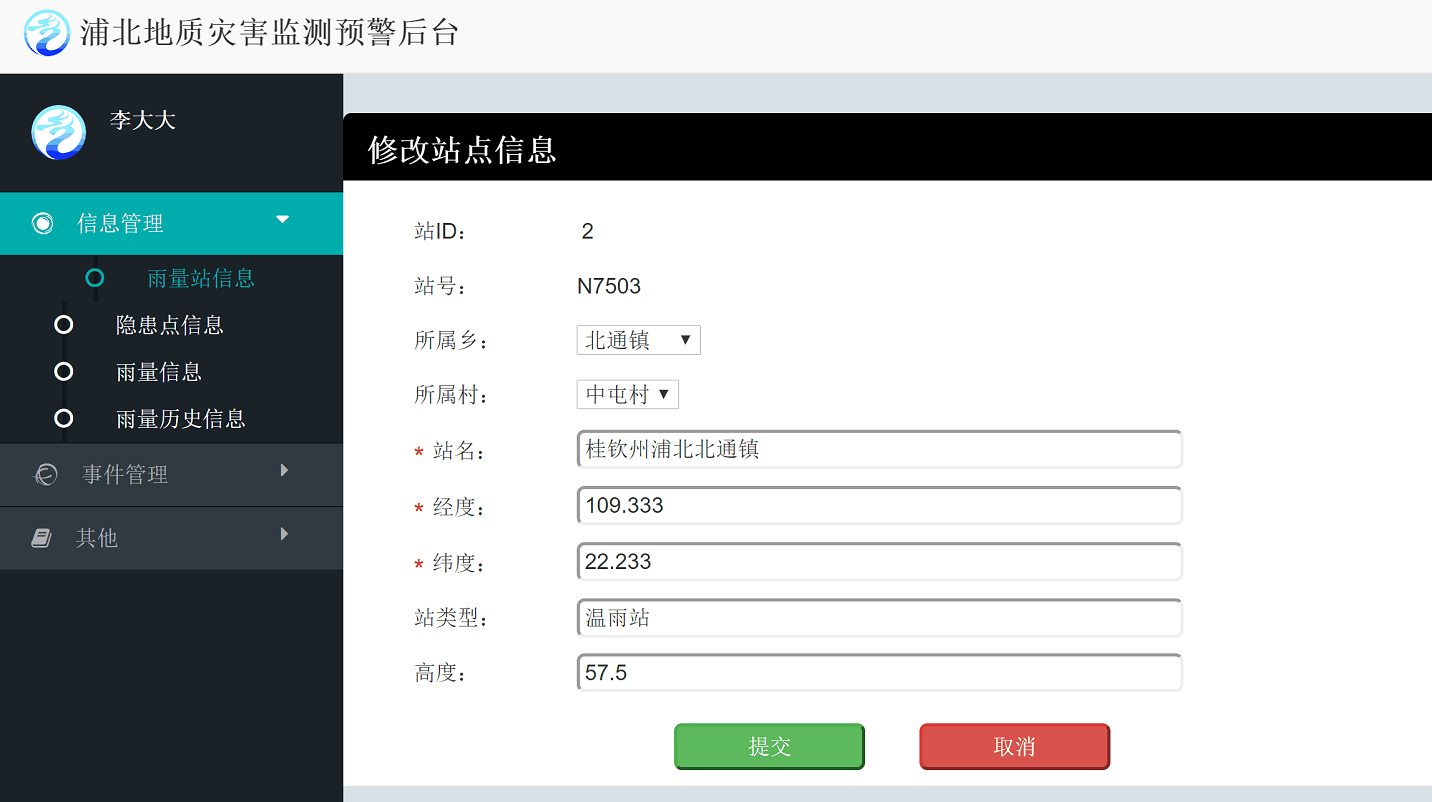 浦北地质灾害监测预警后台
李大大
信息管理
雨量站信息
隐患点信息
雨量信息
雨量历史信息
事件管理
其他
修改站点信息
站ID： 2
站号： N7503
所属乡： 北通镇
所属村： 中屯村
* 站名： 桂钦州浦北北通镇
* 经度： 109.333
* 纬度： 22.233
站类型： 温雨站
高度： 57.5
提交 取消